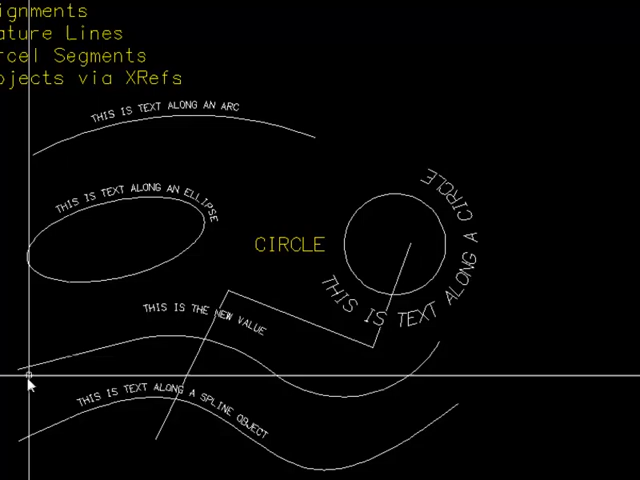 ignments
ature Lines
rcel Segments
ojects via XRefs
THIS IS TEXT ALONG AN ARC
THIS IS TEXT ALONG AN ELLIPSE
CIRCLE
THIS IS TEXT ALONG A CIRCLE
THIS IS THE NEW VALUE
THIS IS TEXT ALONG A SPLINE OBJECT